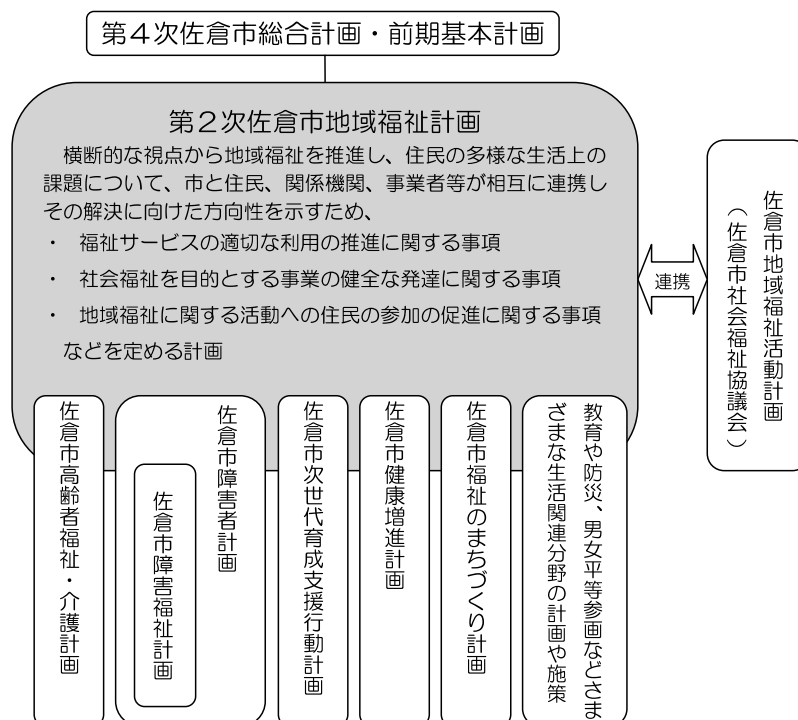 第４次佐倉市総合計画・前期基本計画
第２次佐倉市地域福祉計画
横断的な視点から地域福祉を推進し、住民の多様な生活上の
課題について、市と住民、関係機関、事業者等が相互に連携し
その解決に向けた方向性を示すため、
・　福祉サービスの適切な利用の推進に関する事項
・　社会福祉を目的とする事業の健全な発達に関する事項
・　地域福祉に関する活動への住民の参加の促進に関する事項
などを定める計画
連携
佐倉市地域福祉活動計画
（佐倉市社会福祉協議会）
佐倉市高齢者福祉・介護計画
佐倉市障害者計画
佐倉市障害福祉計画
佐倉市次世代育成支援行動計画
佐倉市健康増進計画
佐倉市福祉のまちづくり計画
教育や防災、男女平等参画などさま
ざまな生活関連分野の計画や施策